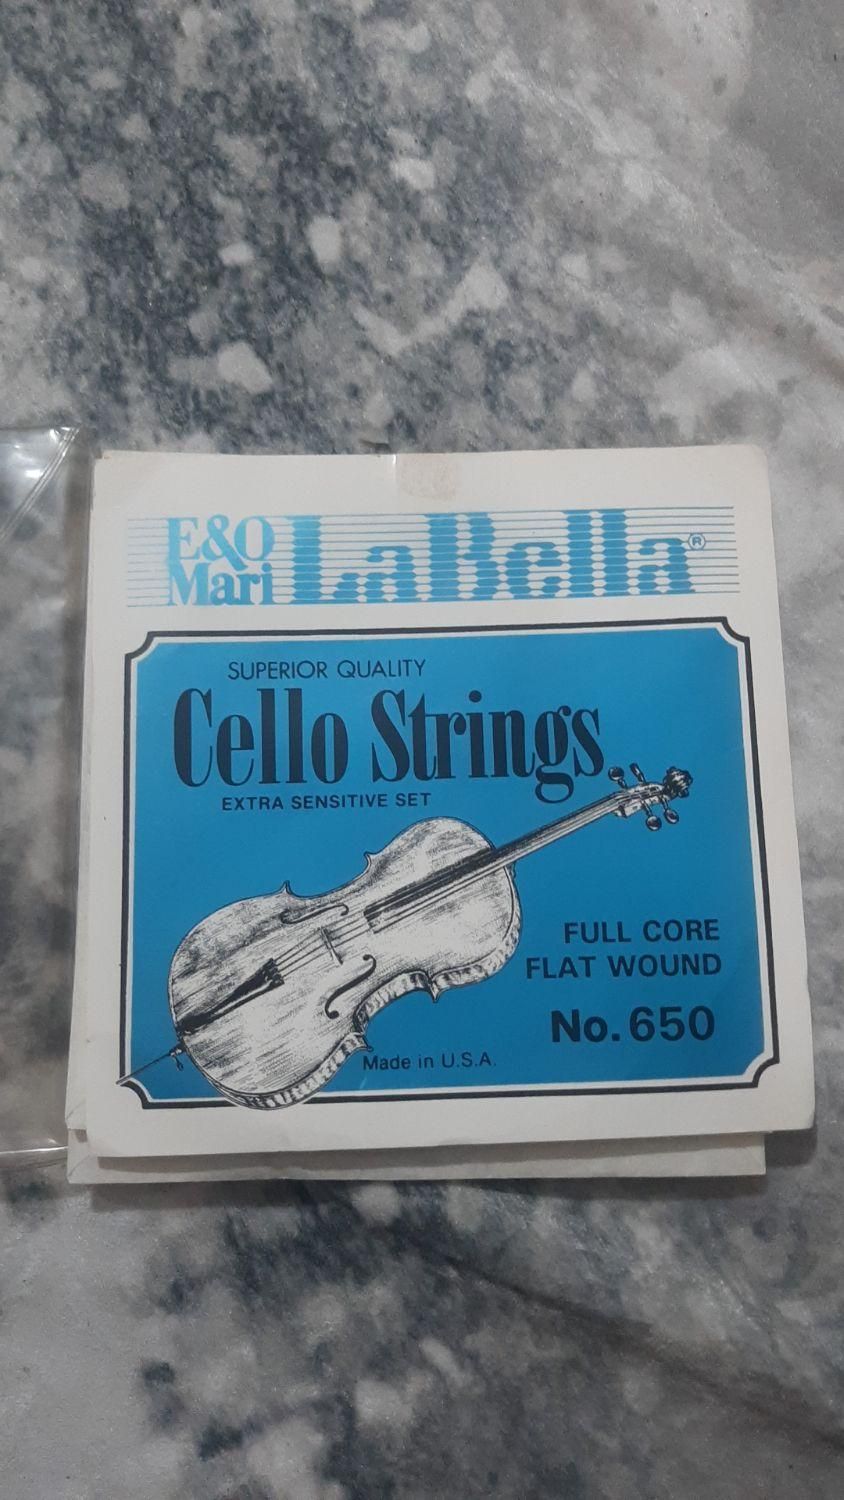 E&O
Mari
LaBella®
SUPERIOR QUALITY
Cello Strings
EXTRA SENSITIVE SET
FULL CORE
FLAT WOUND
No. 650
Made in U.S.A.